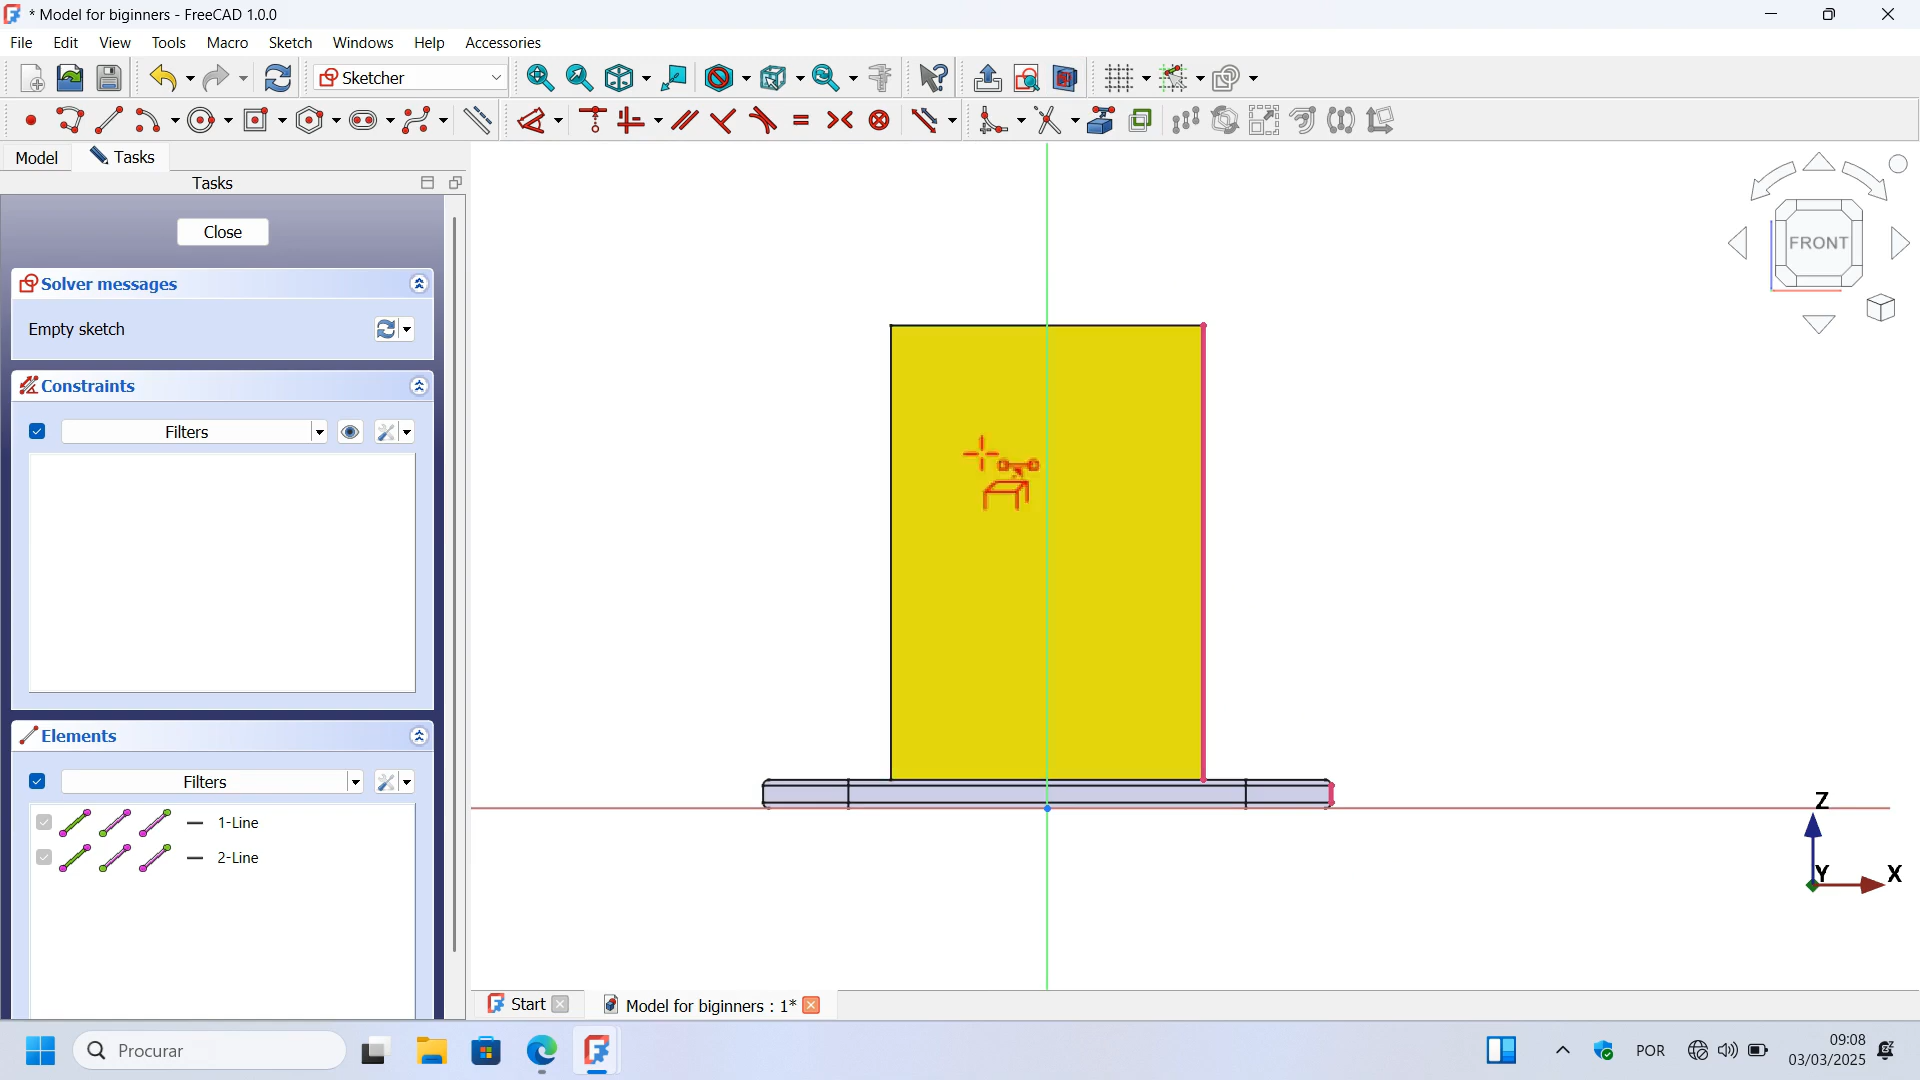 * Model for biginners - FreeCAD 1.0.0
File Edit View Tools Macro Sketch Windows Help Accessories
Sketcher
Model Tasks
Tasks
Close
Solver messages
Empty sketch
Constraints
Filters
Elements
Filters
1-Line
2-Line
FRONT
Z
Y
X
Start
Model for biginners : 1*
Procurar
POR
09:08
03/03/2025